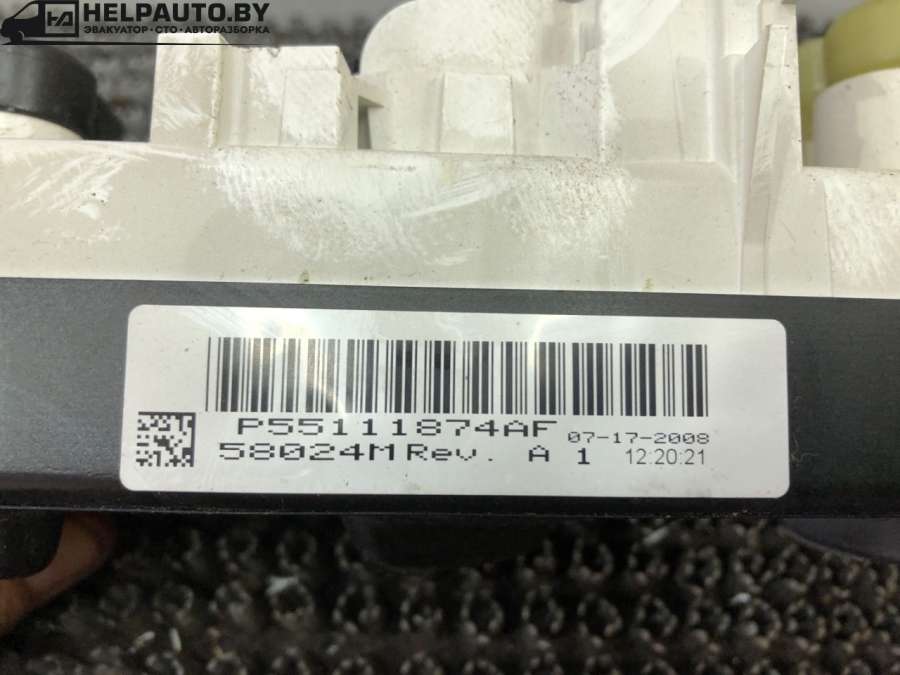 HELPAUTO.BY
ЭВАКУАТОР · СТО · АВТОРАЗБОРКА
P55111874AF 07-17-2008
58024M Rev. A 1 12:20:21